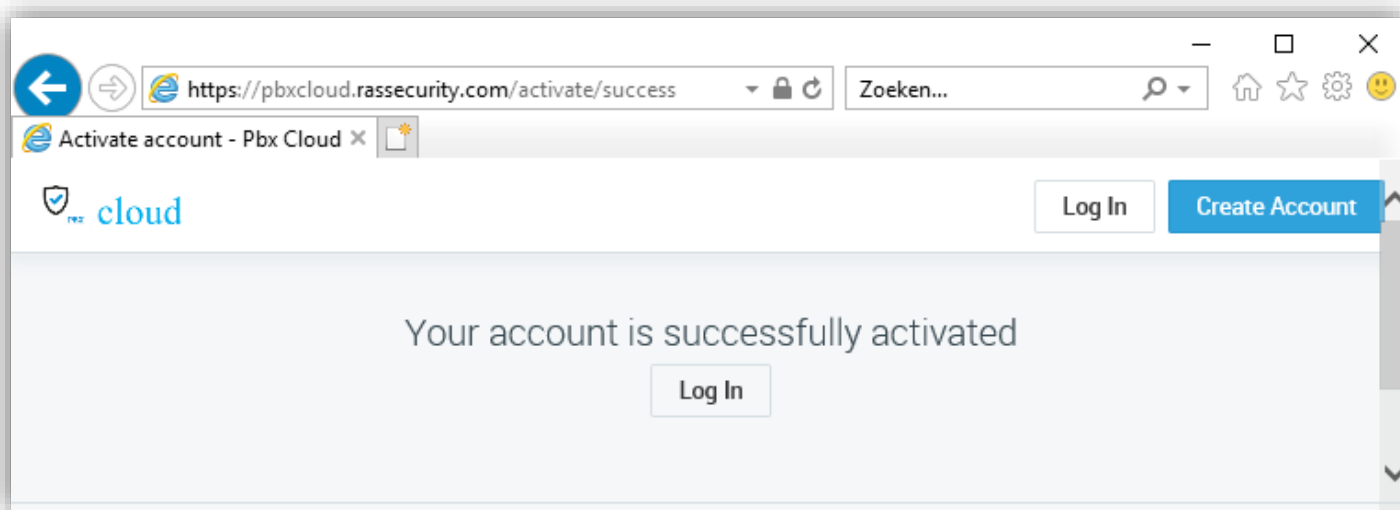 https://pbxcloud.rassecurity.com/activate/success
Zoeken...
Activate account - Pbx Cloud
cloud
Log In
Create Account
Your account is successfully activated
Log In